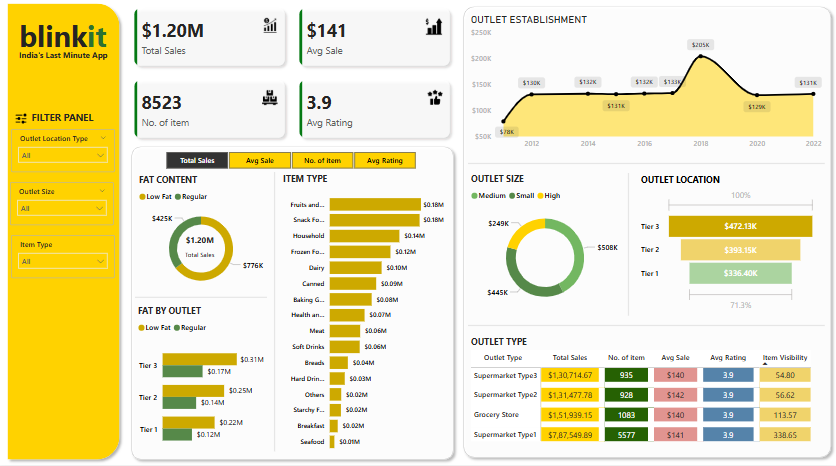 blinkit
India's Last Minute App
FILTER PANEL
Outlet Location Type
All
Outlet Size
All
Item Type
All
$1.20M
Total Sales
$141
Avg Sale
8523
No. of item
3.9
Avg Rating
Total Sales
Avg Sale
No. of Item
Avg Rating
FAT CONTENT
Low Fat Regular
$425K
$1.20M
Total Sales
$776K
FAT BY OUTLET
Low Fat Regular
Tier 3 $0.31M
$0.17M
Tier 2 $0.25M
$0.14M
Tier 1 $0.22M
$0.12M
ITEM TYPE
Fruits and... $0.18M
Snack Fo... $0.18M
Household $0.14M
Frozen Fo... $0.12M
Dairy $0.10M
Canned $0.09M
Baking G... $0.08M
Health an... $0.07M
Meat $0.06M
Soft Drinks $0.06M
Breads $0.04M
Hard Drin... $0.03M
Others $0.02M
Starchy F... $0.02M
Breakfast $0.02M
Seafood $0.01M
OUTLET ESTABLISHMENT
$250K
$200K
$150K
$100K
$50K
$78K
$130K
$132K
$131K
$132K
$133K
$205K
$129K
$131K
2012 2014 2016 2018 2020 2022
OUTLET SIZE
Medium Small High
$249K
$508K
$445K
OUTLET LOCATION
100%
Tier 3 $472.13K
Tier 2 $393.15K
Tier 1 $336.40K
71.3%
OUTLET TYPE
Outlet Type Total Sales No. of item Avg Sale Avg Rating Item Visibility
Supermarket Type3 $1,30,714.67 935 $140 3.9 54.80
Supermarket Type2 $1,31,477.78 928 $142 3.9 56.62
Grocery Store $1,51,939.15 1083 $140 3.9 113.57
Supermarket Type1 $7,87,549.89 5577 $141 3.9 338.65